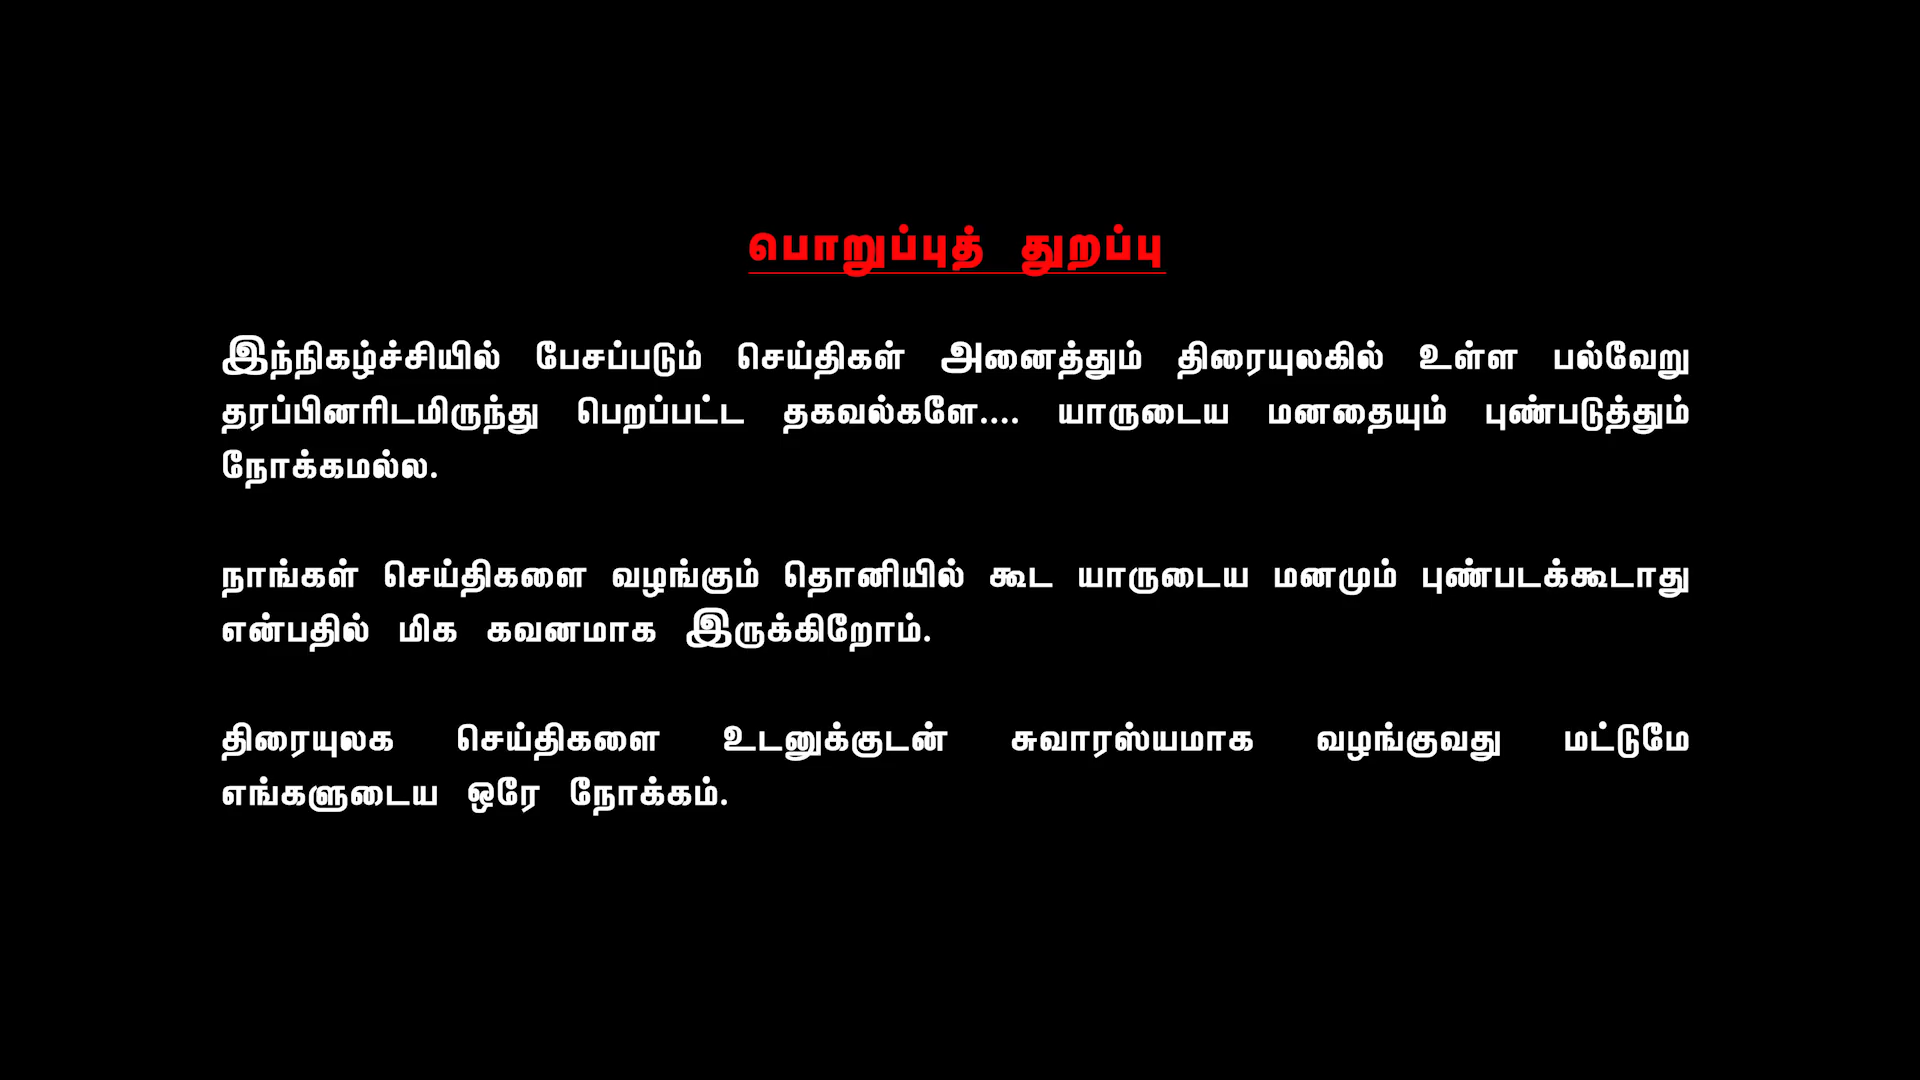 பொறுப்புத் துறப்பு
இந்நிகழ்ச்சியில் பேசப்படும் செய்திகள் அனைத்தும் திரையுலகில் உள்ள பல்வேறு
தரப்பினரிடமிருந்து பெறப்பட்ட தகவல்களே.... யாருடைய மனதையும் புண்படுத்தும்
நோக்கமல்ல.
நாங்கள் செய்திகளை வழங்கும் தொனியில் கூட யாருடைய மனமும் புண்படக்கூடாது
என்பதில் மிக கவனமாக இருக்கிறோம்.
திரையுலக செய்திகளை உடனுக்குடன் சுவாரஸ்யமாக வழங்குவது மட்டுமே
எங்களுடைய ஒரே நோக்கம்.